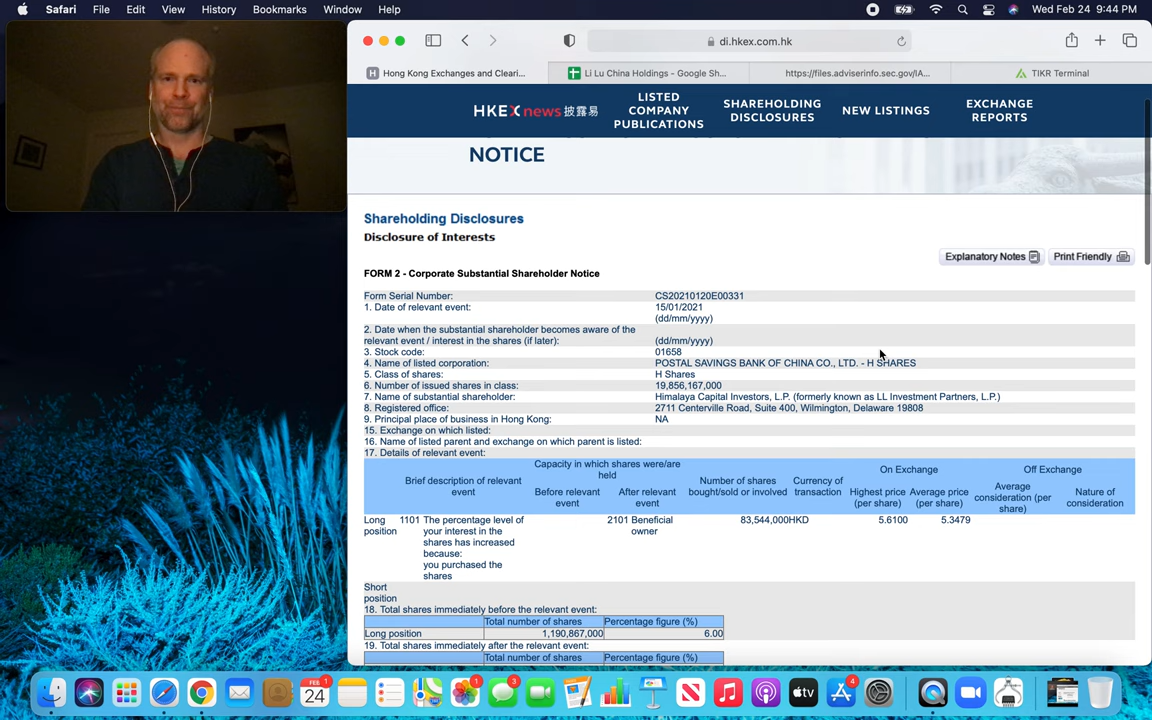 Safari File Edit View History Bookmarks Window Help Wed Feb 24 9:44 PM
di.hkex.com.hk
H Hong Kong Exchanges and Cleari... Li Lu China Holdings - Google Sh... https://files.adviserinfo.sec.gov/IA... TIKR Terminal
HKEXnews 披露易
LISTED
COMPANY
PUBLICATIONS
SHAREHOLDING
DISCLOSURES
NEW LISTINGS
EXCHANGE
REPORTS
NOTICE
Shareholding Disclosures
Disclosure of Interests
Explanatory Notes Print Friendly
FORM 2 - Corporate Substantial Shareholder Notice
Form Serial Number: CS20210120E00331
1. Date of relevant event: 15/01/2021
(dd/mm/yyyy)
2. Date when the substantial shareholder becomes aware of the
relevant event / interest in the shares (if later): (dd/mm/yyyy)
3. Stock code: 01658
4. Name of listed corporation: POSTAL SAVINGS BANK OF CHINA CO., LTD. - H SHARES
5. Class of shares: H Shares
6. Number of issued shares in class: 19,856,167,000
7. Name of substantial shareholder: Himalaya Capital Investors, L.P. (formerly known as LL Investment Partners, L.P.)
8. Registered office: 2711 Centerville Road, Suite 400, Wilmington, Delaware 19808
9. Principal place of business in Hong Kong: NA
15. Exchange on which listed:
16. Name of listed parent and exchange on which parent is listed:
17. Details of relevant event:
Brief description of relevant
event
Capacity in which shares were/are
held
Before relevant
event
After relevant
event
Number of shares
bought/sold or involved
Currency of
transaction
On Exchange
Highest price
(per share)
Average price
(per share)
Off Exchange
Average
consideration (per
share)
Nature of
consideration
Long
position
1101 The percentage level of
your interest in the
shares has increased
because:
you purchased the
shares
2101 Beneficial
owner
83,544,000HKD 5.6100 5.3479
Short
position
18. Total shares immediately before the relevant event:
Total number of shares Percentage figure (%)
Long position 1,190,867,000 6.00
19. Total shares immediately after the relevant event:
Total number of shares Percentage figure (%)
FEB 1
24
1
3
4